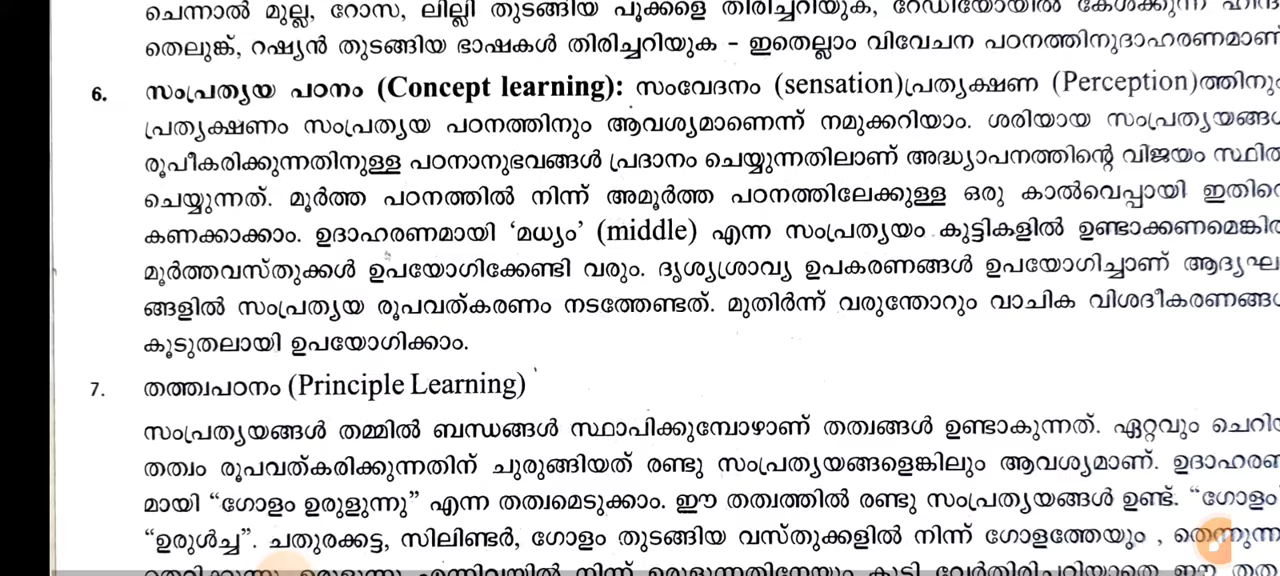 ചെന്നാൽ മുല്ല, റോസ, ലില്ലി തുടങ്ങിയ പൂക്കളെ തിരിച്ചറിയുക, റേഡിയോയിൽ കേൾക്കുന്ന ഹിന്ദ
തെലുങ്ക്, റഷ്യൻ തുടങ്ങിയ ഭാഷകൾ തിരിച്ചറിയുക – ഇതെല്ലാം വിവേചന പഠനത്തിനുദാഹരണമാണ്
6. സംപ്രത്യയ പഠനം (Concept learning): സംവേദനം (sensation)പ്രത്യക്ഷണ (Perception)ത്തിനും
പ്രത്യക്ഷണം സംപ്രത്യയ പഠനത്തിനും ആവശ്യമാണെന്ന് നമുക്കറിയാം. ശരിയായ സംപ്രത്യയങ്ങൾ
രൂപീകരിക്കുന്നതിനുള്ള പഠനാനുഭവങ്ങൾ പ്രദാനം ചെയ്യുന്നതിലാണ് അദ്ധ്യാപനത്തിന്റെ വിജയം സ്ഥിത
ചെയ്യുന്നത്. മൂർത്ത പഠനത്തിൽ നിന്ന് അമൂർത്ത പഠനത്തിലേക്കുള്ള ഒരു കാൽവെപ്പായി ഇതിനെ
കണക്കാക്കാം. ഉദാഹരണമായി ‘മധ്യം’ (middle) എന്ന സംപ്രത്യയം കുട്ടികളിൽ ഉണ്ടാക്കണമെങ്കിൽ
മൂർത്തവസ്തുക്കൾ ഉപയോഗിക്കേണ്ടി വരും. ദൃശ്യശ്രാവ്യ ഉപകരണങ്ങൾ ഉപയോഗിച്ചാണ് ആദ്യഘ
ങ്ങളിൽ സംപ്രത്യയ രൂപവത്കരണം നടത്തേണ്ടത്. മുതിർന്ന് വരുന്തോറും വാചിക വിശദീകരണങ്ങൾ
കൂടുതലായി ഉപയോഗിക്കാം.
7. തത്ത്വപഠനം (Principle Learning)
സംപ്രത്യയങ്ങൾ തമ്മിൽ ബന്ധങ്ങൾ സ്ഥാപിക്കുമ്പോഴാണ് തത്വങ്ങൾ ഉണ്ടാകുന്നത്. ഏറ്റവും ചെറിയ
തത്വം രൂപവത്കരിക്കുന്നതിന് ചുരുങ്ങിയത് രണ്ടു സംപ്രത്യയങ്ങളെങ്കിലും ആവശ്യമാണ്. ഉദാഹരണ
മായി “ഗോളം ഉരുളുന്നു” എന്ന തത്വമെടുക്കാം. ഈ തത്വത്തിൽ രണ്ടു സംപ്രത്യയങ്ങൾ ഉണ്ട്. “ഗോളം”
“ഉരുൾച്ച”. ചതുരക്കട്ട, സിലിണ്ടർ, ഗോളം തുടങ്ങിയ വസ്തുക്കളിൽ നിന്ന് ഗോളത്തേയും , തെന്നുന്ന